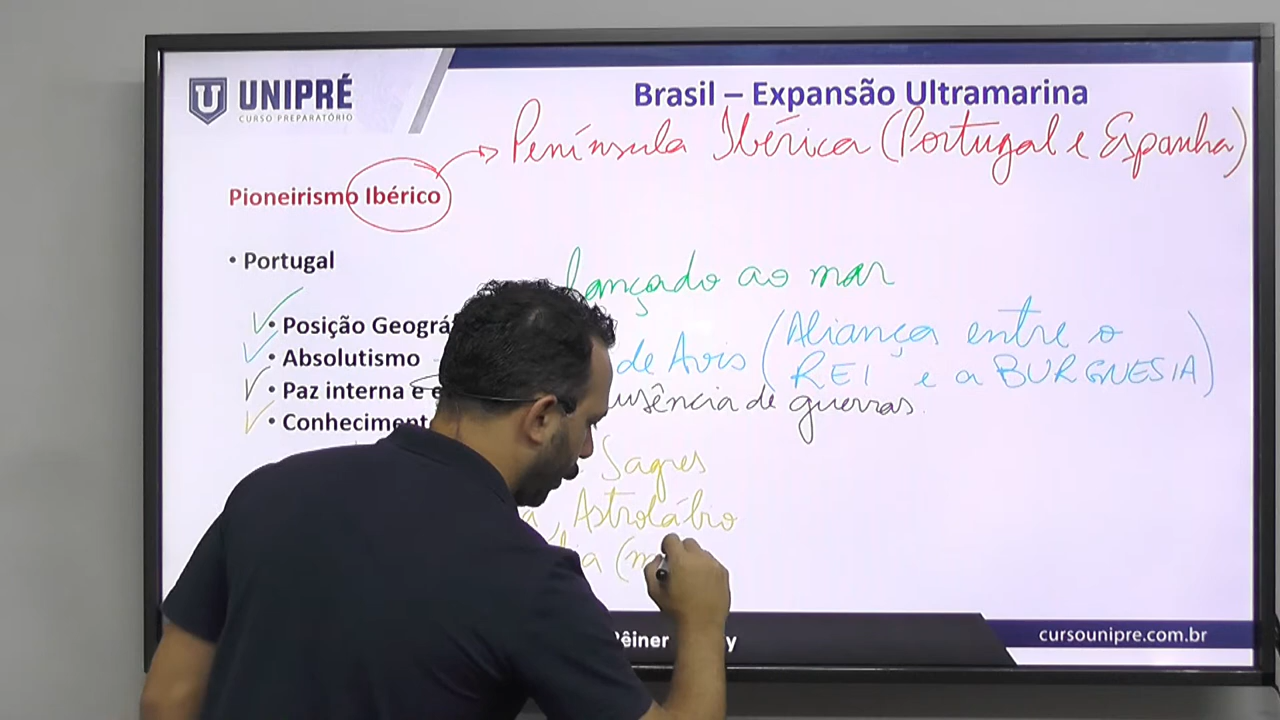 UNIPRÉ
CURSO PREPARATÓRIO
Brasil – Expansão Ultramarina
Península Ibérica (Portugal e Espanha)
Pioneirismo Ibérico
• Portugal
lançado ao mar
• Posição Geográ
• Absolutismo
de Avis (Aliança entre o
REI e a BURGUESIA)
• Paz interna e e
usência de guerras.
• Conheciment
Sagres
a, Astrolábio
cursounipre.com.br